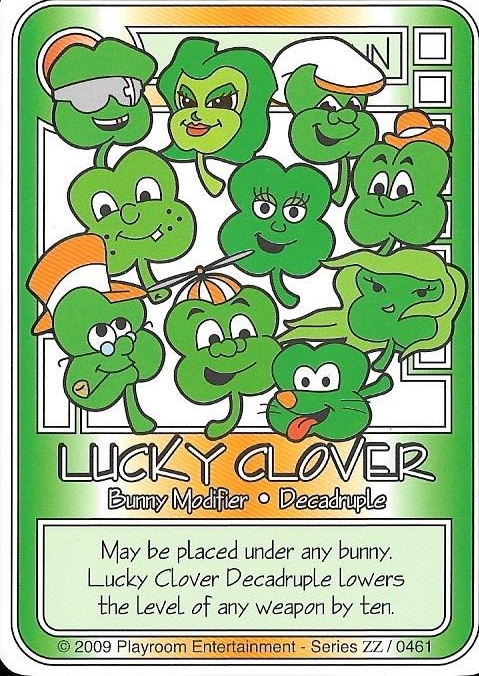 LUCKY CLOVER
Bunny Modifier • Decadruple
May be placed under any bunny.
Lucky Clover Decadruple lowers
the level of any weapon by ten.
© 2009 Playroom Entertainment - Series ZZ / 0461